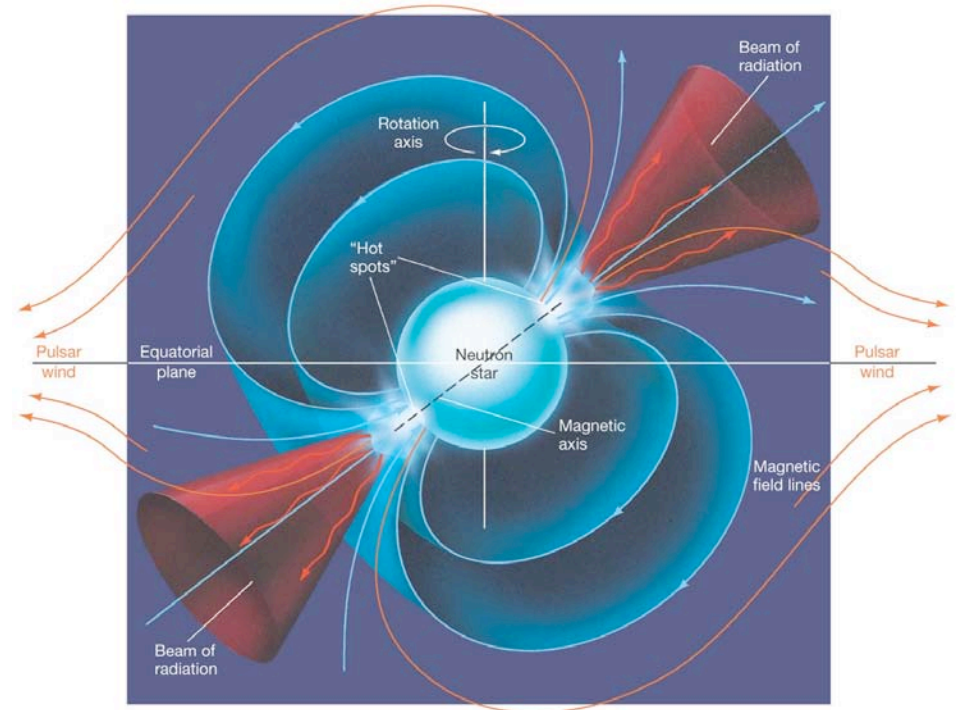 Beam of
radiation
Rotation
axis
“Hot
spots”
Pulsar
wind
Equatorial
plane
Neutron
star
Pulsar
wind
Magnetic
axis
Magnetic
field lines
Beam of
radiation